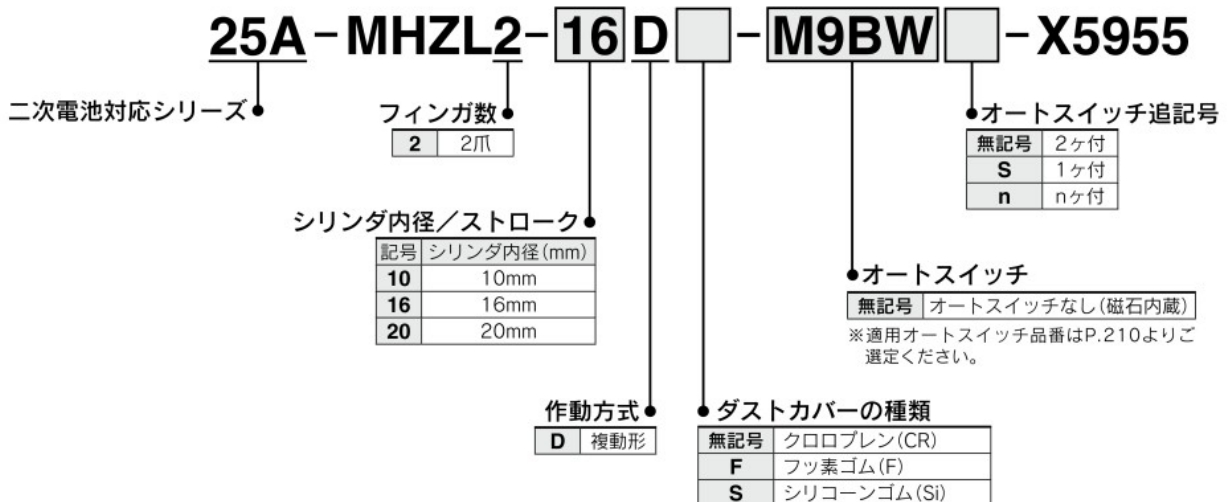 25A-MHZL2-16D□-M9BW□-X5955
二次電池対応シリーズ
フィンガ数
2 2爪
オートスイッチ追記号
無記号 2ヶ付
S 1ヶ付
n nヶ付
シリンダ内径／ストローク
記号 シリンダ内径(mm)
10 10mm
16 16mm
20 20mm
オートスイッチ
無記号 オートスイッチなし(磁石内蔵)
※適用オートスイッチ品番はP.210よりご
選定ください。
作動方式
D 複動形
ダストカバーの種類
無記号 クロロプレン(CR)
F フッ素ゴム(F)
S シリコーンゴム(Si)